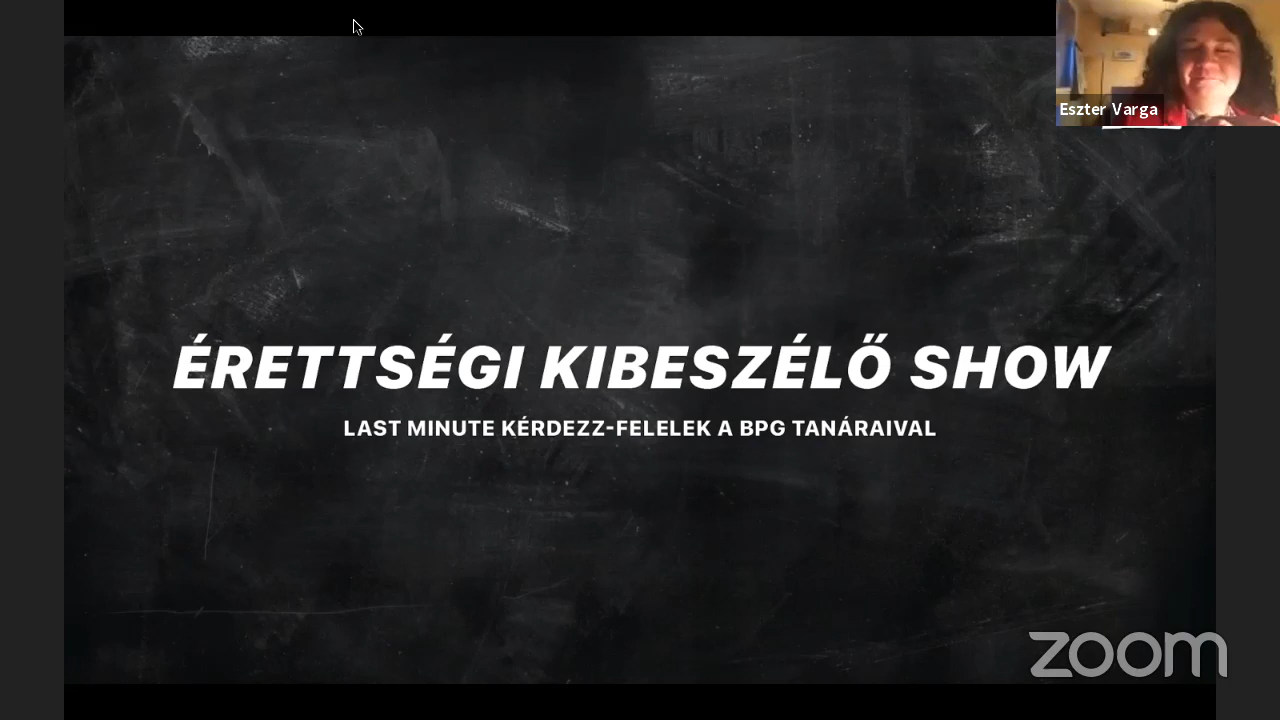 Eszter Varga
ÉRETTSÉGI KIBESZÉLŐ SHOW
LAST MINUTE KÉRDEZZ-FELELEK A BPG TANÁRAIVAL
zoom